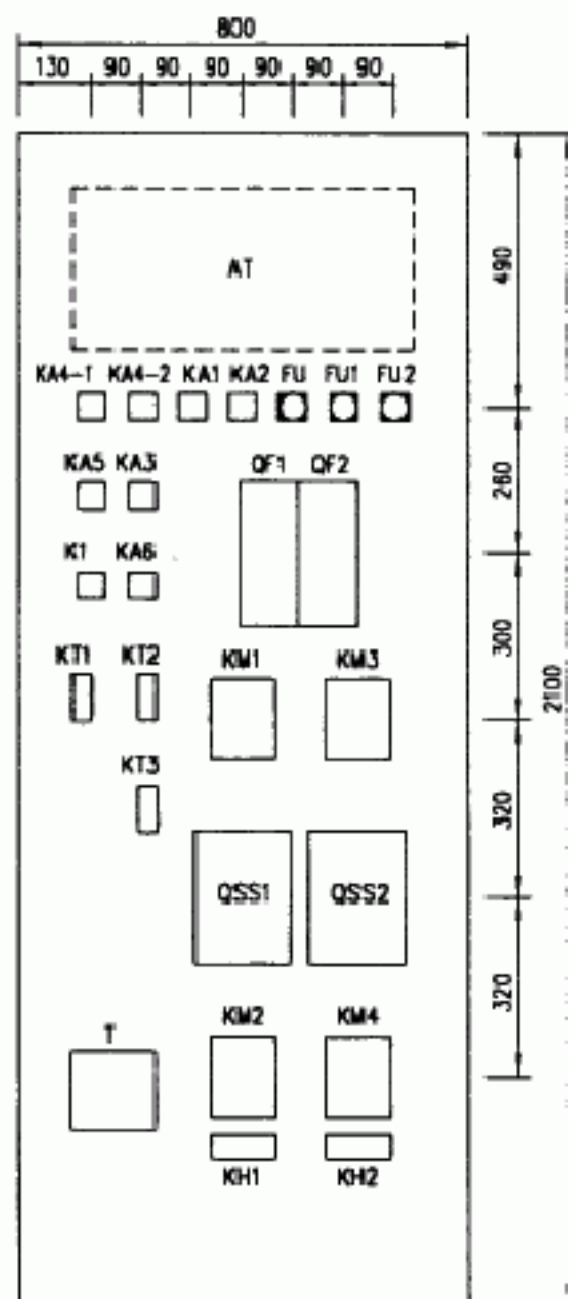 800
130 90 90 90 90 90 90
AT
490
KA4-1 KA4-2 KA1 KA2 FU FU1 FU2
KA5 KA3 QF1 QF2
260
K1 KA6
300
KT1 KT2 KM1 KM3
2100
KT3
320
QSS1 QSS2
320
KM2 KM4
T
KH1 KH2